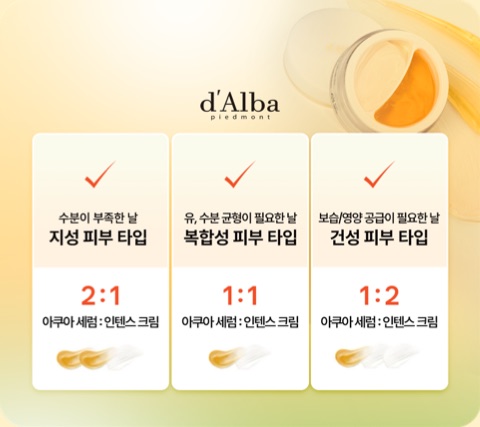 d'Alba
piedmont
수분이 부족한 날
지성 피부 타입
2:1
아쿠아 세럼 : 인텐스 크림
유, 수분 균형이 필요한 날
복합성 피부 타입
1:1
아쿠아 세럼 : 인텐스 크림
보습/영양 공급이 필요한 날
건성 피부 타입
1:2
아쿠아 세럼 : 인텐스 크림